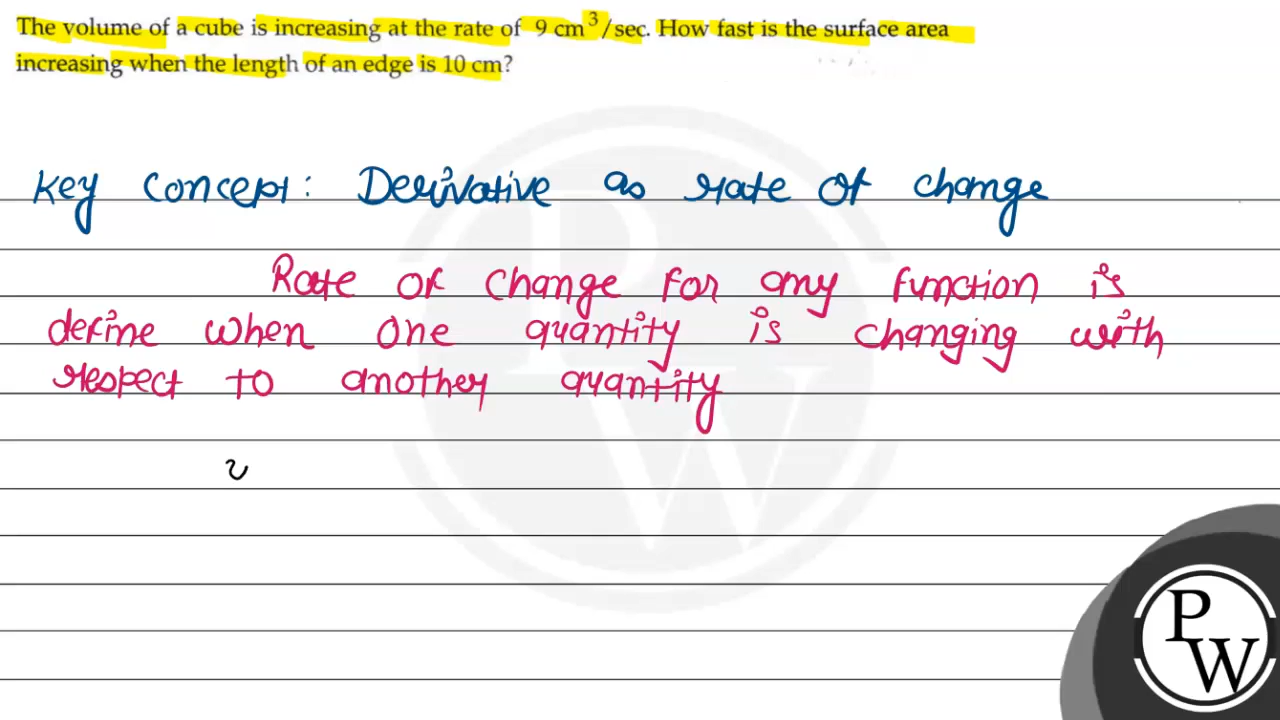 The volume of a cube is increasing at the rate of 9 cm³/sec. How fast is the surface area
increasing when the length of an edge is 10 cm?
Key Concept: Derivative as rate of change
Rate of change for any function is
define when one quantity is changing with
respect to another quantity
PW